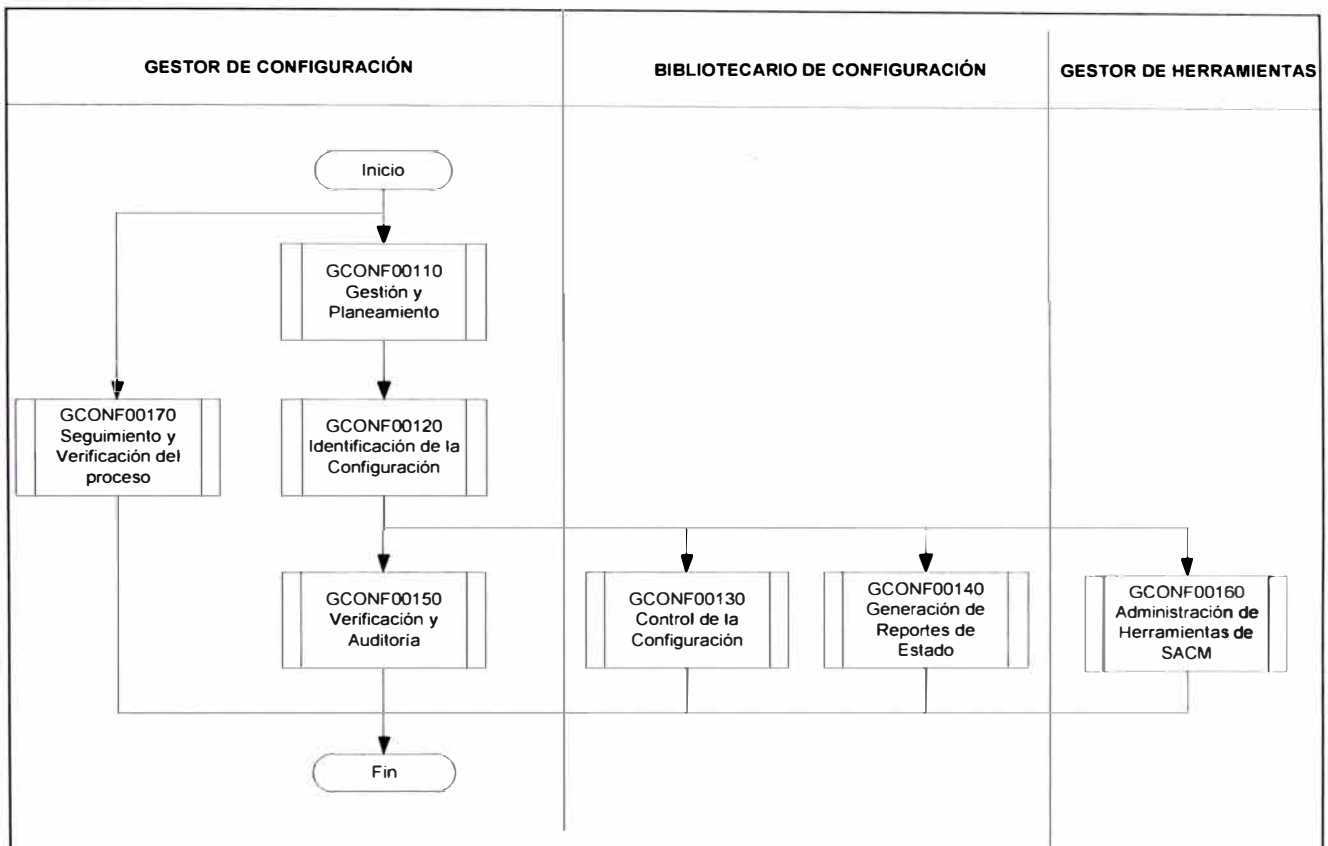 GESTOR DE CONFIGURACIÓN
BIBLIOTECARIO DE CONFIGURACIÓN
GESTOR DE HERRAMIENTAS
Inicio
GCONF00110
Gestión y
Planeamiento
GCONF00170
Seguimiento y
Verificación del
proceso
GCONF00120
Identificación de la
Configuración
GCONF00150
Verificación y
Auditoría
GCONF00130
Control de la
Configuración
GCONF00140
Generación de
Reportes de
Estado
GCONF00160
Administración de
Herramientas de
SACM
Fin